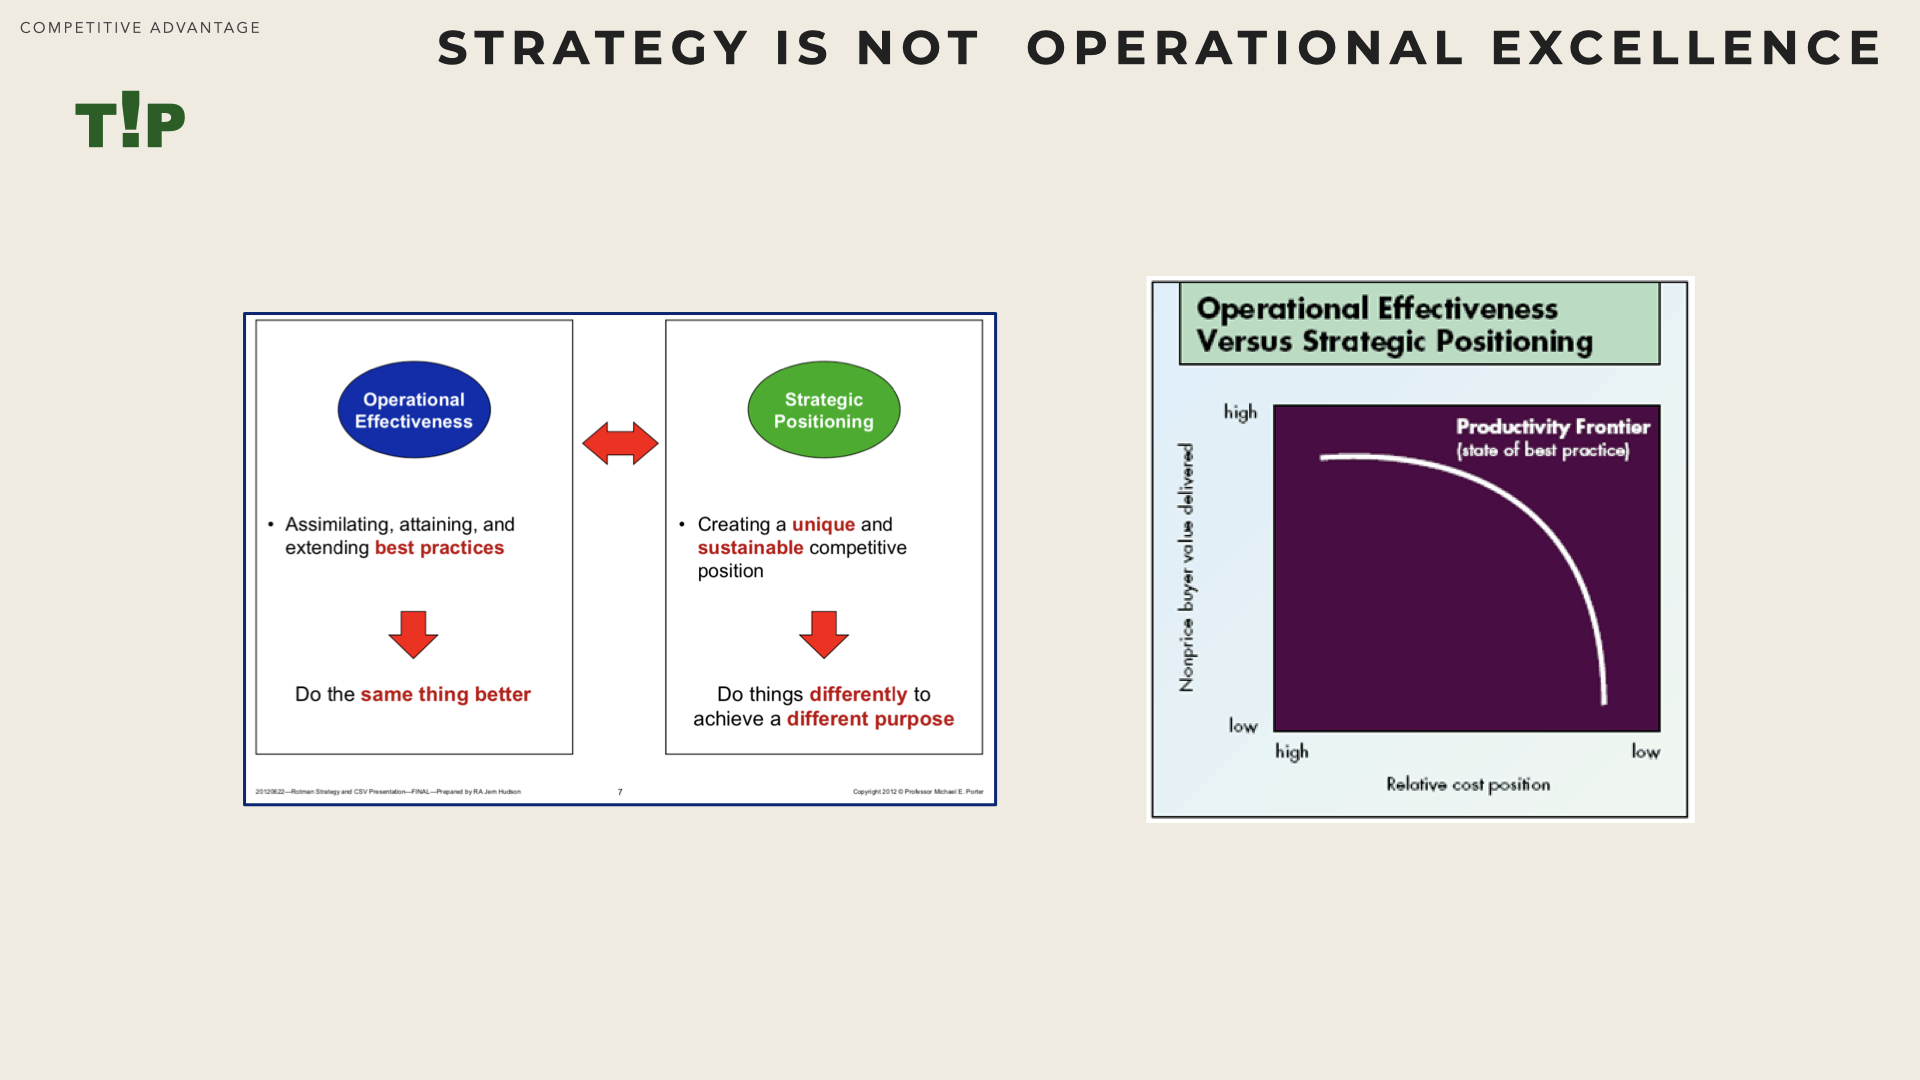 COMPETITIVE ADVANTAGE
STRATEGY IS NOT OPERATIONAL EXCELLENCE
T!P
Operational
Effectiveness
• Assimilating, attaining, and
extending best practices
Do the same thing better
Strategic
Positioning
• Creating a unique and
sustainable competitive
position
Do things differently to
achieve a different purpose
20120622—Rotman Strategy and CSV Presentation—FINAL—Prepared by RA Jem Hudson
7
Copyright 2012 © Professor Michael E. Porter
Operational Effectiveness
Versus Strategic Positioning
high
Productivity Frontier
(state of best practice)
Nonprice buyer value delivered
low
high
low
Relative cost position